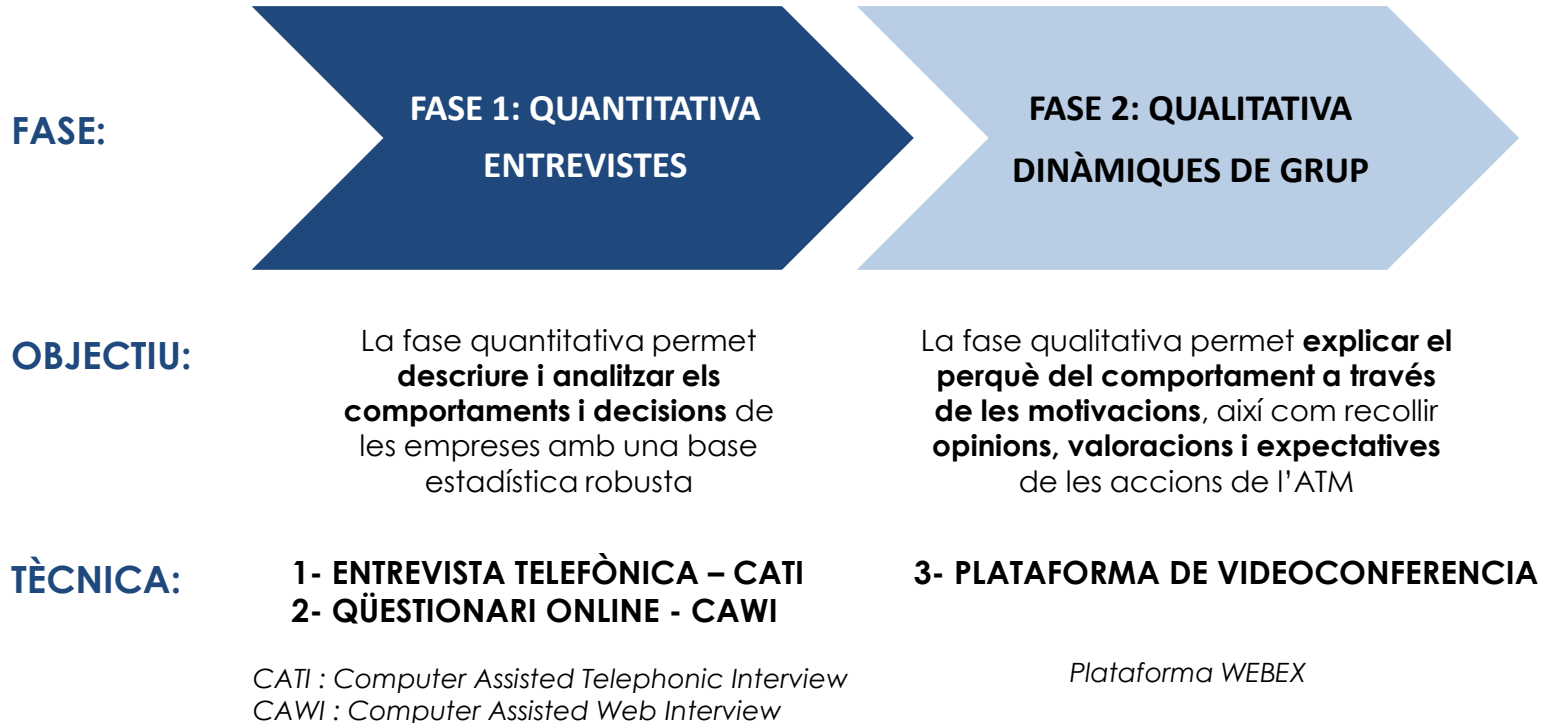 FASE:
FASE 1: QUANTITATIVA
ENTREVISTES
FASE 2: QUALITATIVA
DINÀMIQUES DE GRUP
OBJECTIU:
La fase quantitativa permet
descriure i analitzar els
comportaments i decisions de
les empreses amb una base
estadística robusta
La fase qualitativa permet explicar el
perquè del comportament a través
de les motivacions, així com recollir
opinions, valoracions i expectatives
de les accions de l'ATM
TÈCNICA:
1- ENTREVISTA TELEFÒNICA – CATI
2- QÜESTIONARI ONLINE - CAWI
CATI : Computer Assisted Telephonic Interview
CAWI : Computer Assisted Web Interview
3- PLATAFORMA DE VIDEOCONFERENCIA
Plataforma WEBEX